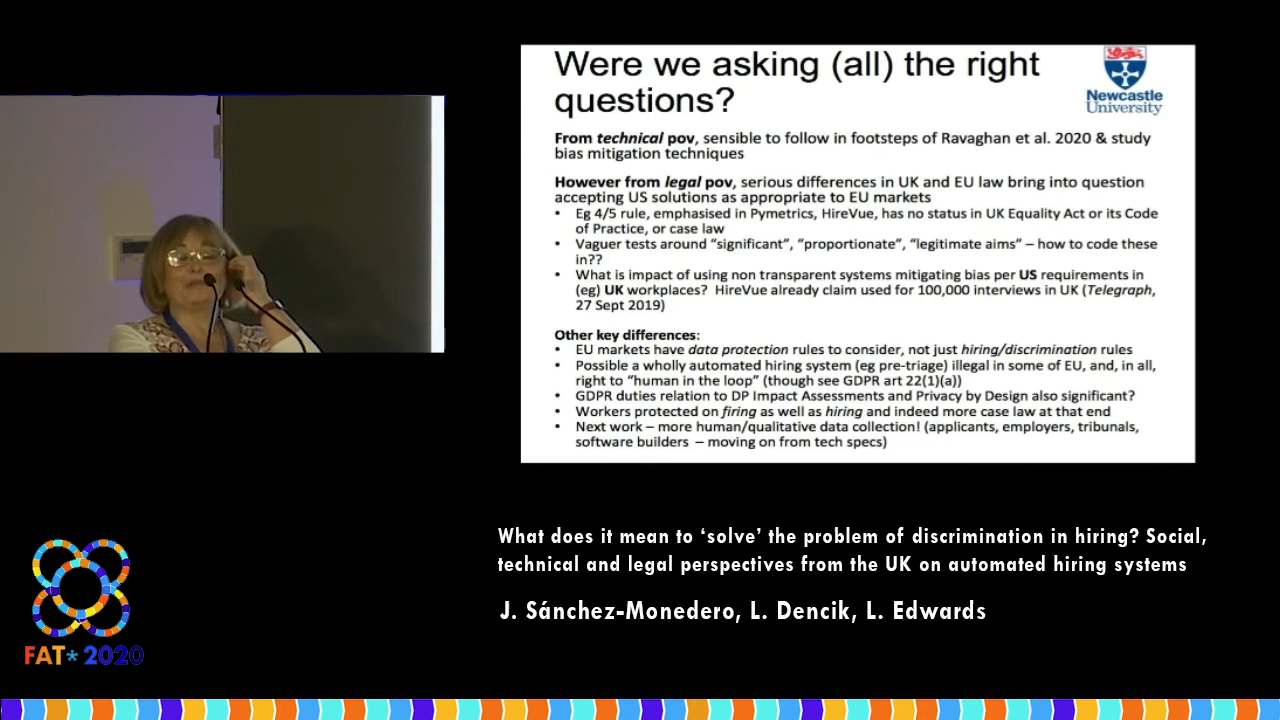 Were we asking (all) the right
questions?
Newcastle
University
From technical pov, sensible to follow in footsteps of Ravaghan et al. 2020 & study
bias mitigation techniques
However from legal pov, serious differences in UK and EU law bring into question
accepting US solutions as appropriate to EU markets
• Eg 4/5 rule, emphasised in Pymetrics, HireVue, has no status in UK Equality Act or its Code
of Practice, or case law
• Vaguer tests around “significant”, “proportionate”, “legitimate aims” – how to code these
in??
• What is impact of using non transparent systems mitigating bias per US requirements in
(eg) UK workplaces? HireVue already claim used for 100,000 interviews in UK (Telegraph,
27 Sept 2019)
Other key differences:
• EU markets have data protection rules to consider, not just hiring/discrimination rules
• Possible a wholly automated hiring system (eg pre-triage) illegal in some of EU, and, in all,
right to “human in the loop” (though see GDPR art 22(1)(a))
• GDPR duties relation to DP Impact Assessments and Privacy by Design also significant?
• Workers protected on firing as well as hiring and indeed more case law at that end
• Next work – more human/qualitative data collection! (applicants, employers, tribunals,
software builders – moving on from tech specs)
What does it mean to ‘solve’ the problem of discrimination in hiring? Social,
technical and legal perspectives from the UK on automated hiring systems
J. Sánchez-Monedero, L. Dencik, L. Edwards
FAT* 2020